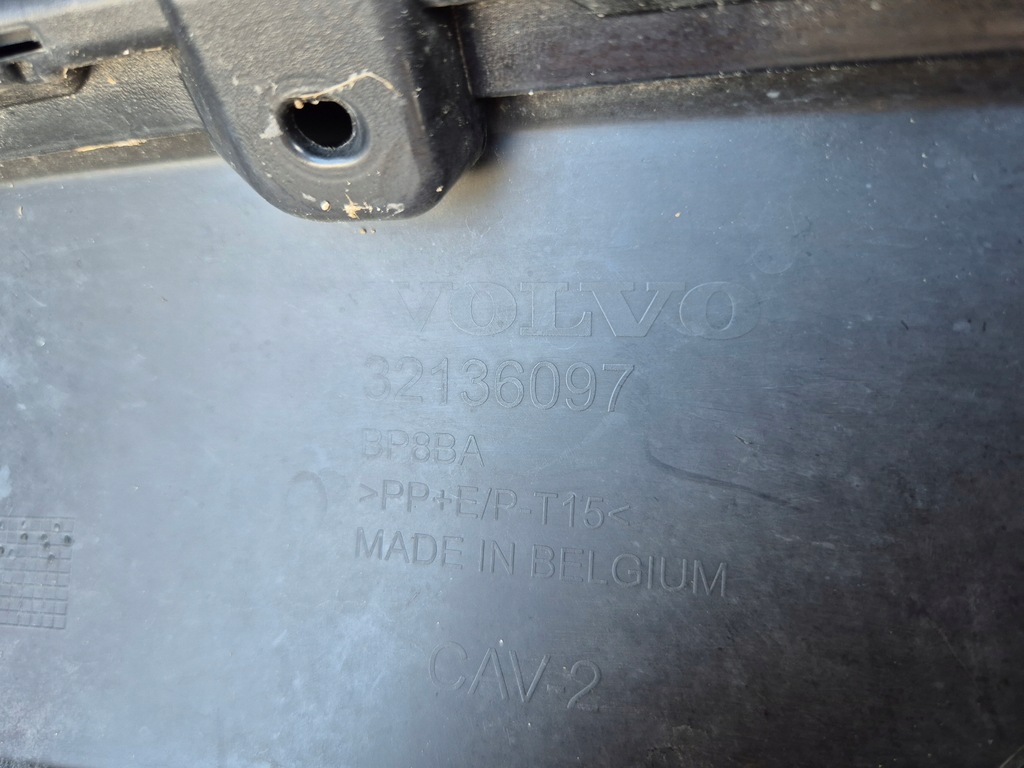 VOLVO
32136097
BP8BA
>PP+E/P-T15<
MADE IN BELGIUM
CAV 2